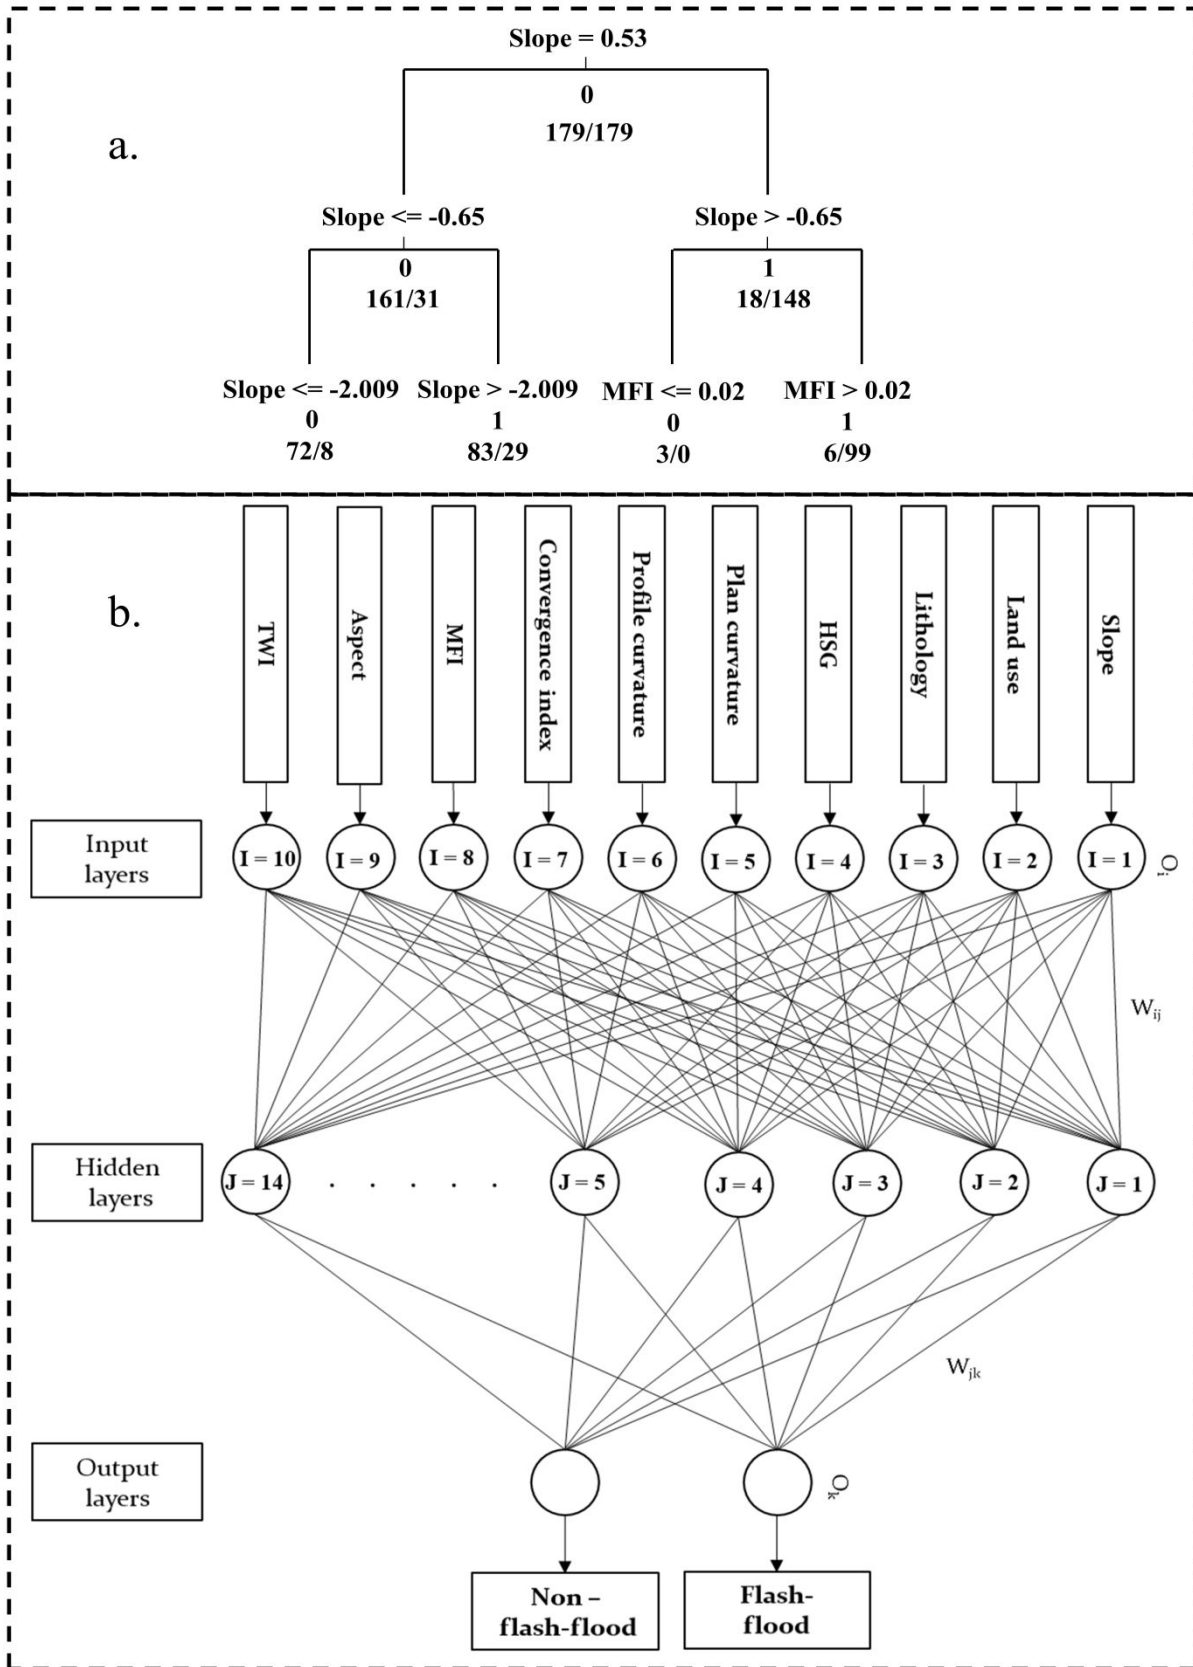 Slope = 0.53
0
179/179
a.
Slope <= -0.65
Slope > -0.65
0
161/31
1
18/148
Slope <= -2.009
0
72/8
Slope > -2.009
1
83/29
MFI <= 0.02
0
3/0
MFI > 0.02
1
6/99
b.
TWI
Aspect
MFI
Convergence index
Profile curvature
Plan curvature
HSG
Lithology
Land use
Slope
Input
layers
I = 10
I = 9
I = 8
I = 7
I = 6
I = 5
I = 4
I = 3
I = 2
I = 1
Oi
Wij
Hidden
layers
J = 14
. . . . .
J = 5
J = 4
J = 3
J = 2
J = 1
Wjk
Output
layers
Ok
Non –
flash-flood
Flash-
flood